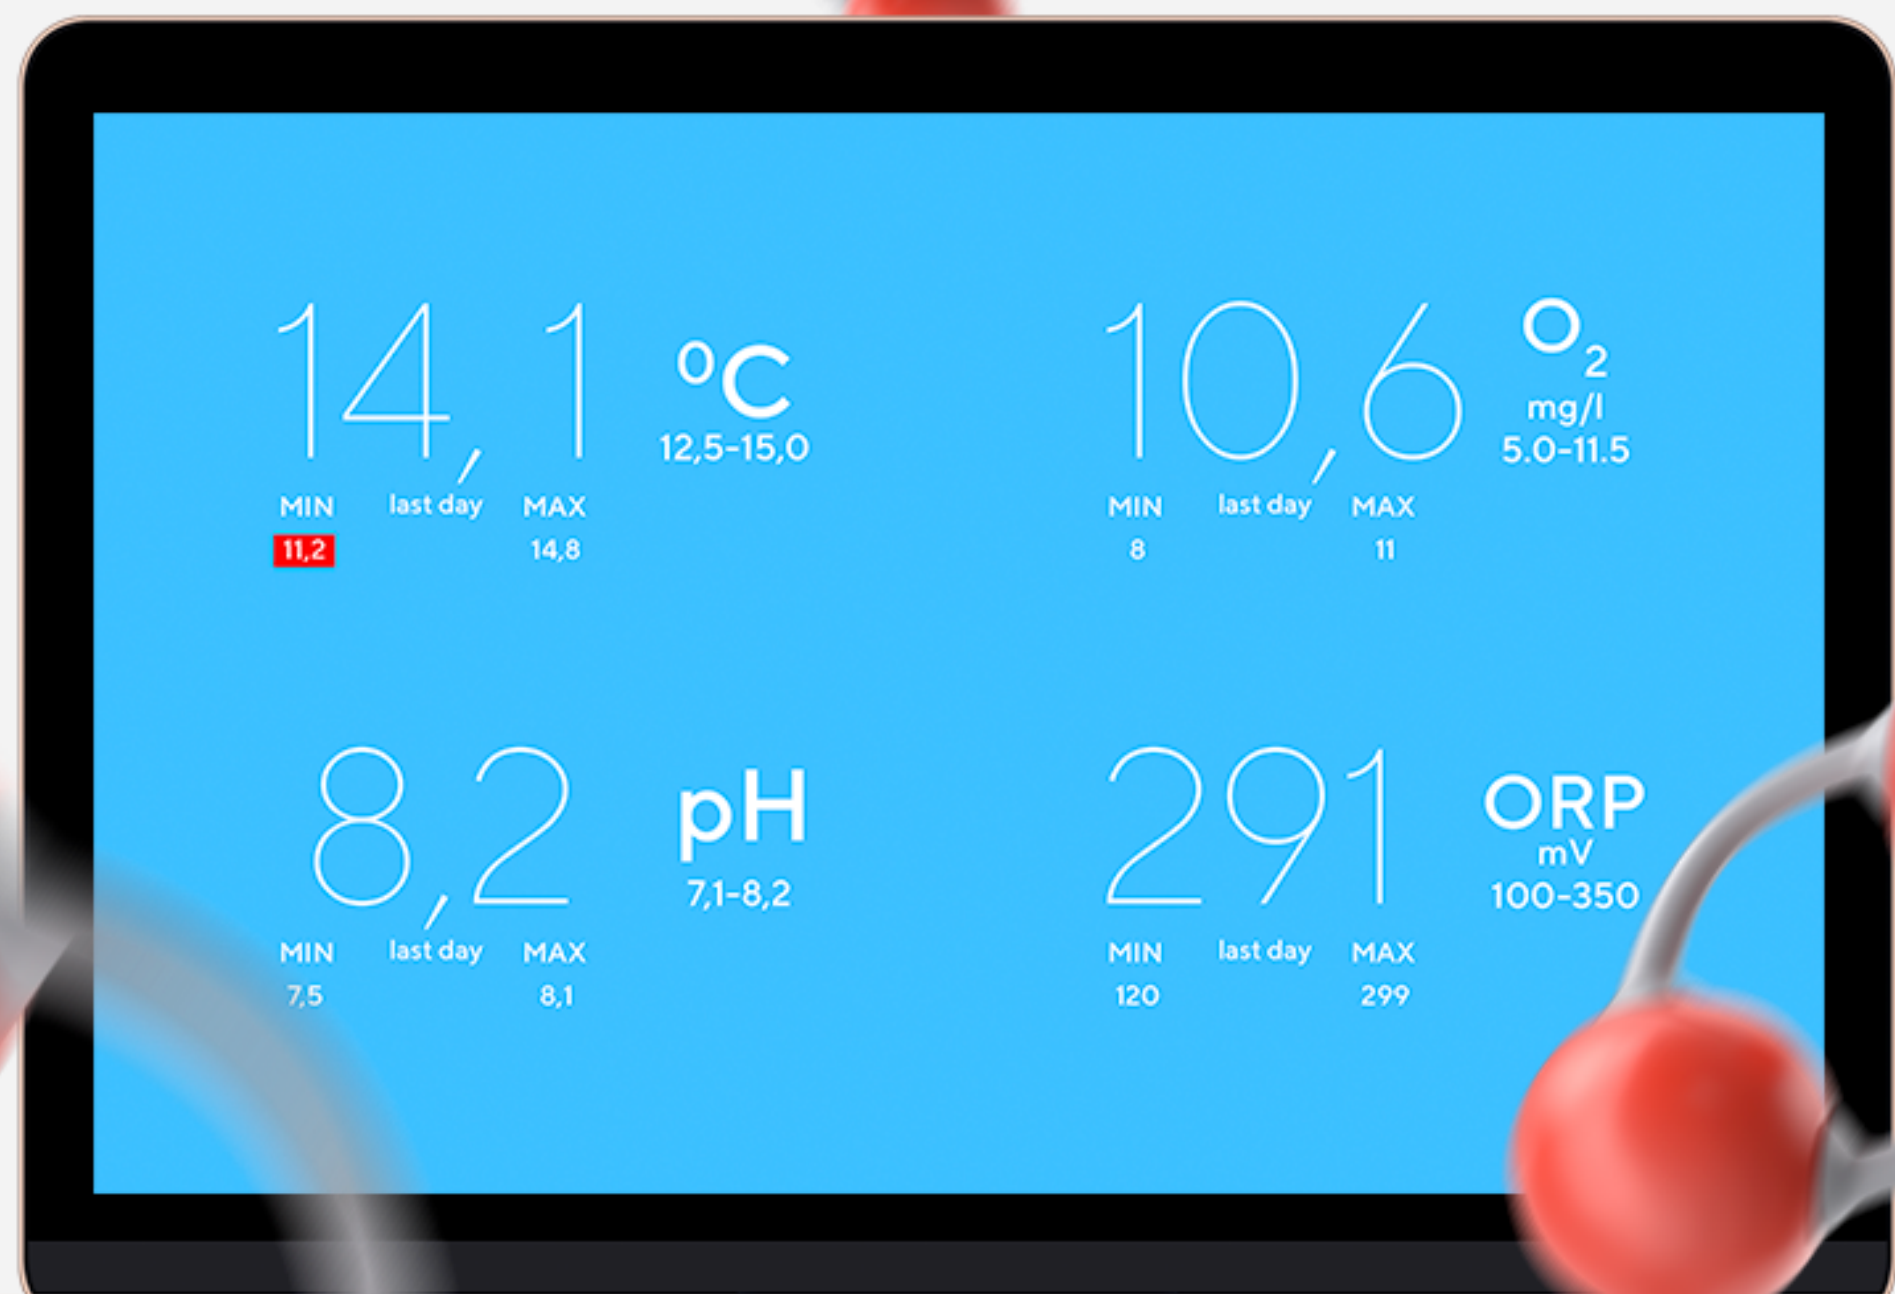 14,1 ºC
12,5-15,0
MIN last day MAX
11,2 14,8
10,6 O₂
mg/l
5.0-11.5
MIN last day MAX
8 11
8,2 pH
7,1-8,2
MIN last day MAX
7,5 8,1
291 ORP
mV
100-350
MIN last day MAX
120 299